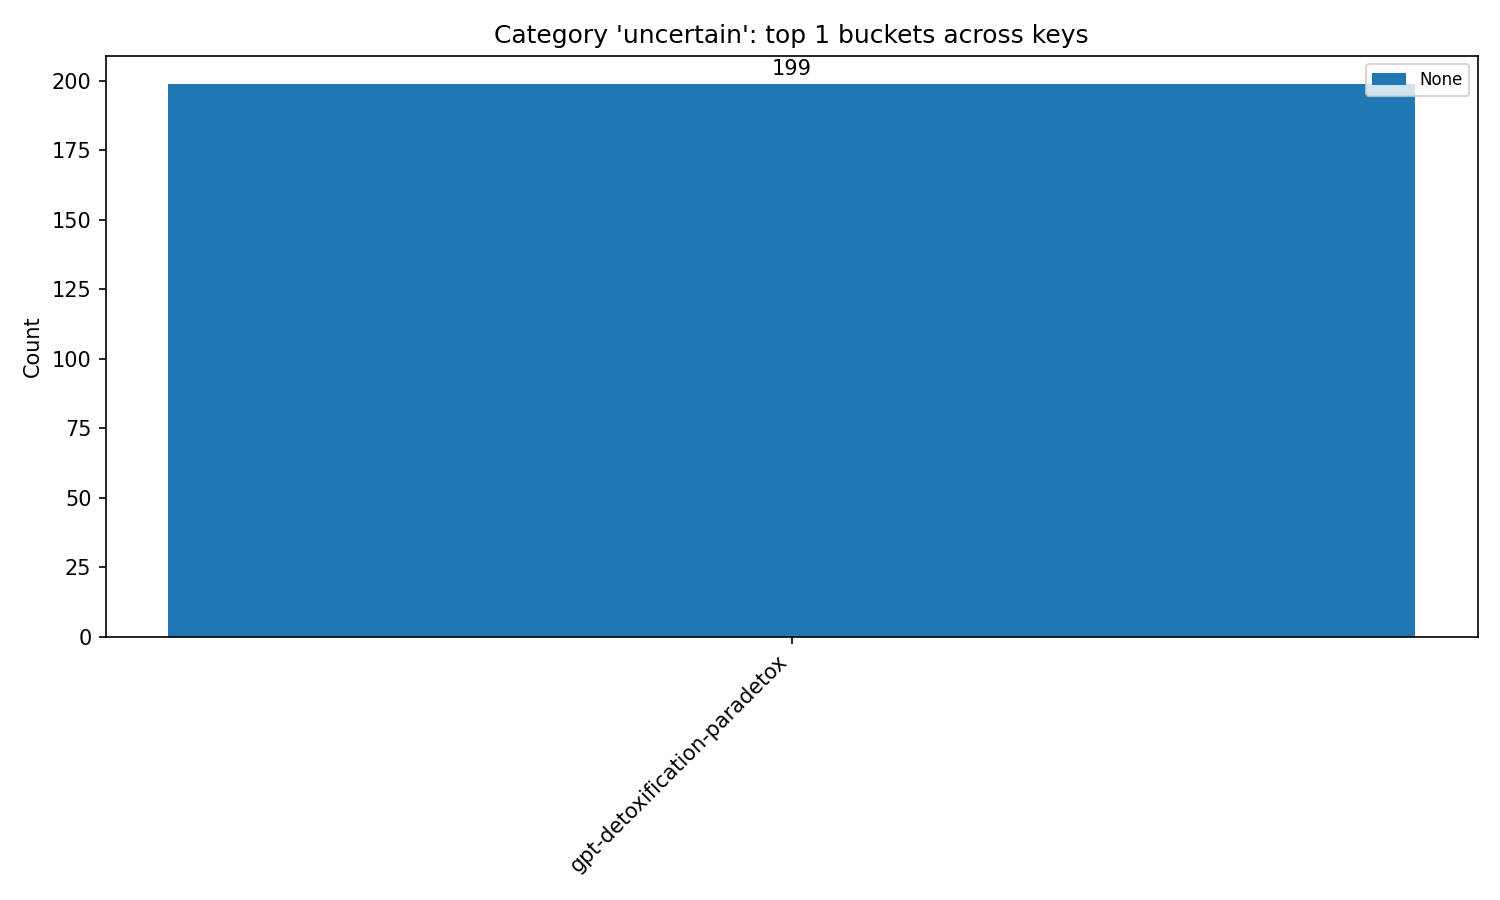 Category 'uncertain': top 1 buckets across keys
199
None
200
175
150
125
100
75
50
25
0
Count
gpt-detoxification-paradetox